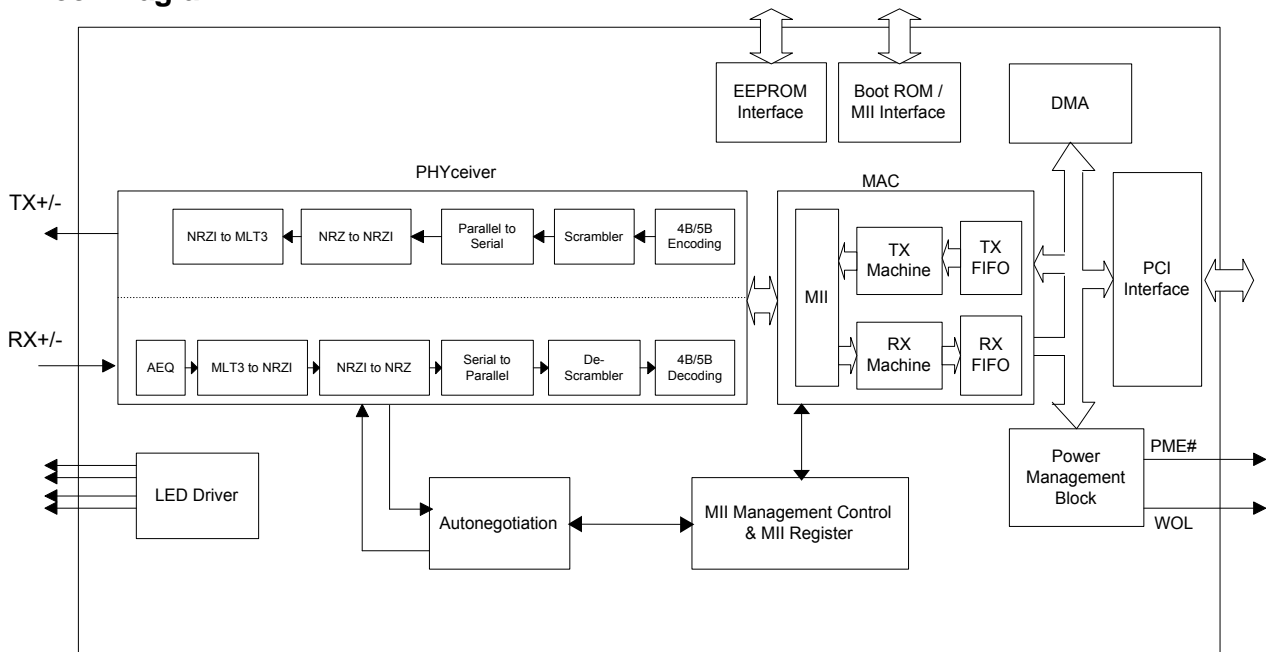 EEPROM
Interface
Boot ROM /
MII Interface
DMA
PHYceiver
MAC
TX+/-
NRZI to MLT3
NRZ to NRZI
Parallel to
Serial
Scrambler
4B/5B
Encoding
MII
TX
Machine
TX
FIFO
PCI
Interface
RX+/-
AEQ
MLT3 to NRZI
NRZI to NRZ
Serial to
Parallel
De-
Scrambler
4B/5B
Decoding
RX
Machine
RX
FIFO
LED Driver
Autonegotiation
MII Management Control
& MII Register
Power
Management
Block
PME#
WOL